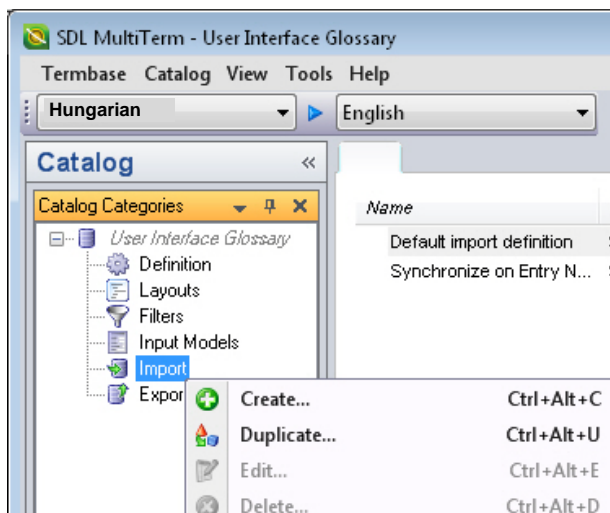 SDL MultiTerm - User Interface Glossary
Termbase Catalog View Tools Help
Hungarian English
Catalog «
Catalog Categories
Name
User Interface Glossary
Default import definition
Definition
Synchronize on Entry N...
Layouts
Filters
Input Models
Import
Expor
Create... Ctrl+Alt+C
Duplicate... Ctrl+Alt+U
Edit... Ctrl+Alt+E
Delete... Ctrl+Alt+D